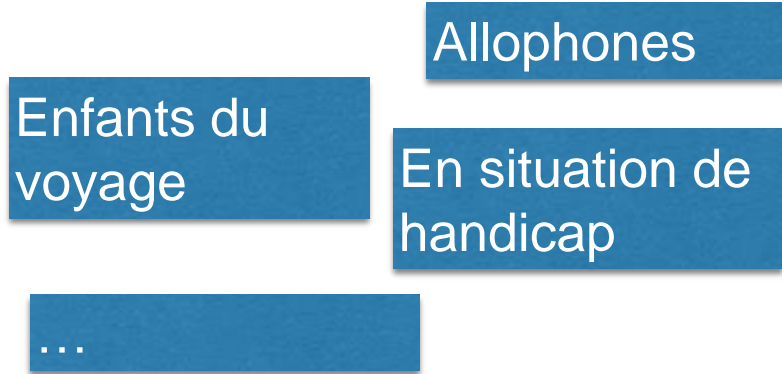 Allophones
Enfants du
voyage
En situation de
handicap
…